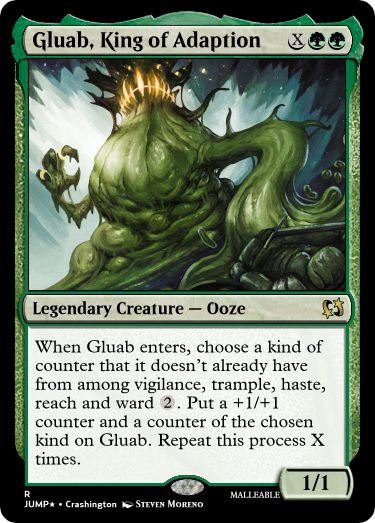 Gluab, King of Adaption X
Legendary Creature — Ooze
When Gluab enters, choose a kind of
counter that it doesn't already have
from among vigilance, trample, haste,
reach and ward 2. Put a +1/+1
counter and a counter of the chosen
kind on Gluab. Repeat this process X
times.
1/1
R
JUMP★ • Crashington Steven Moreno
MALLEABLE